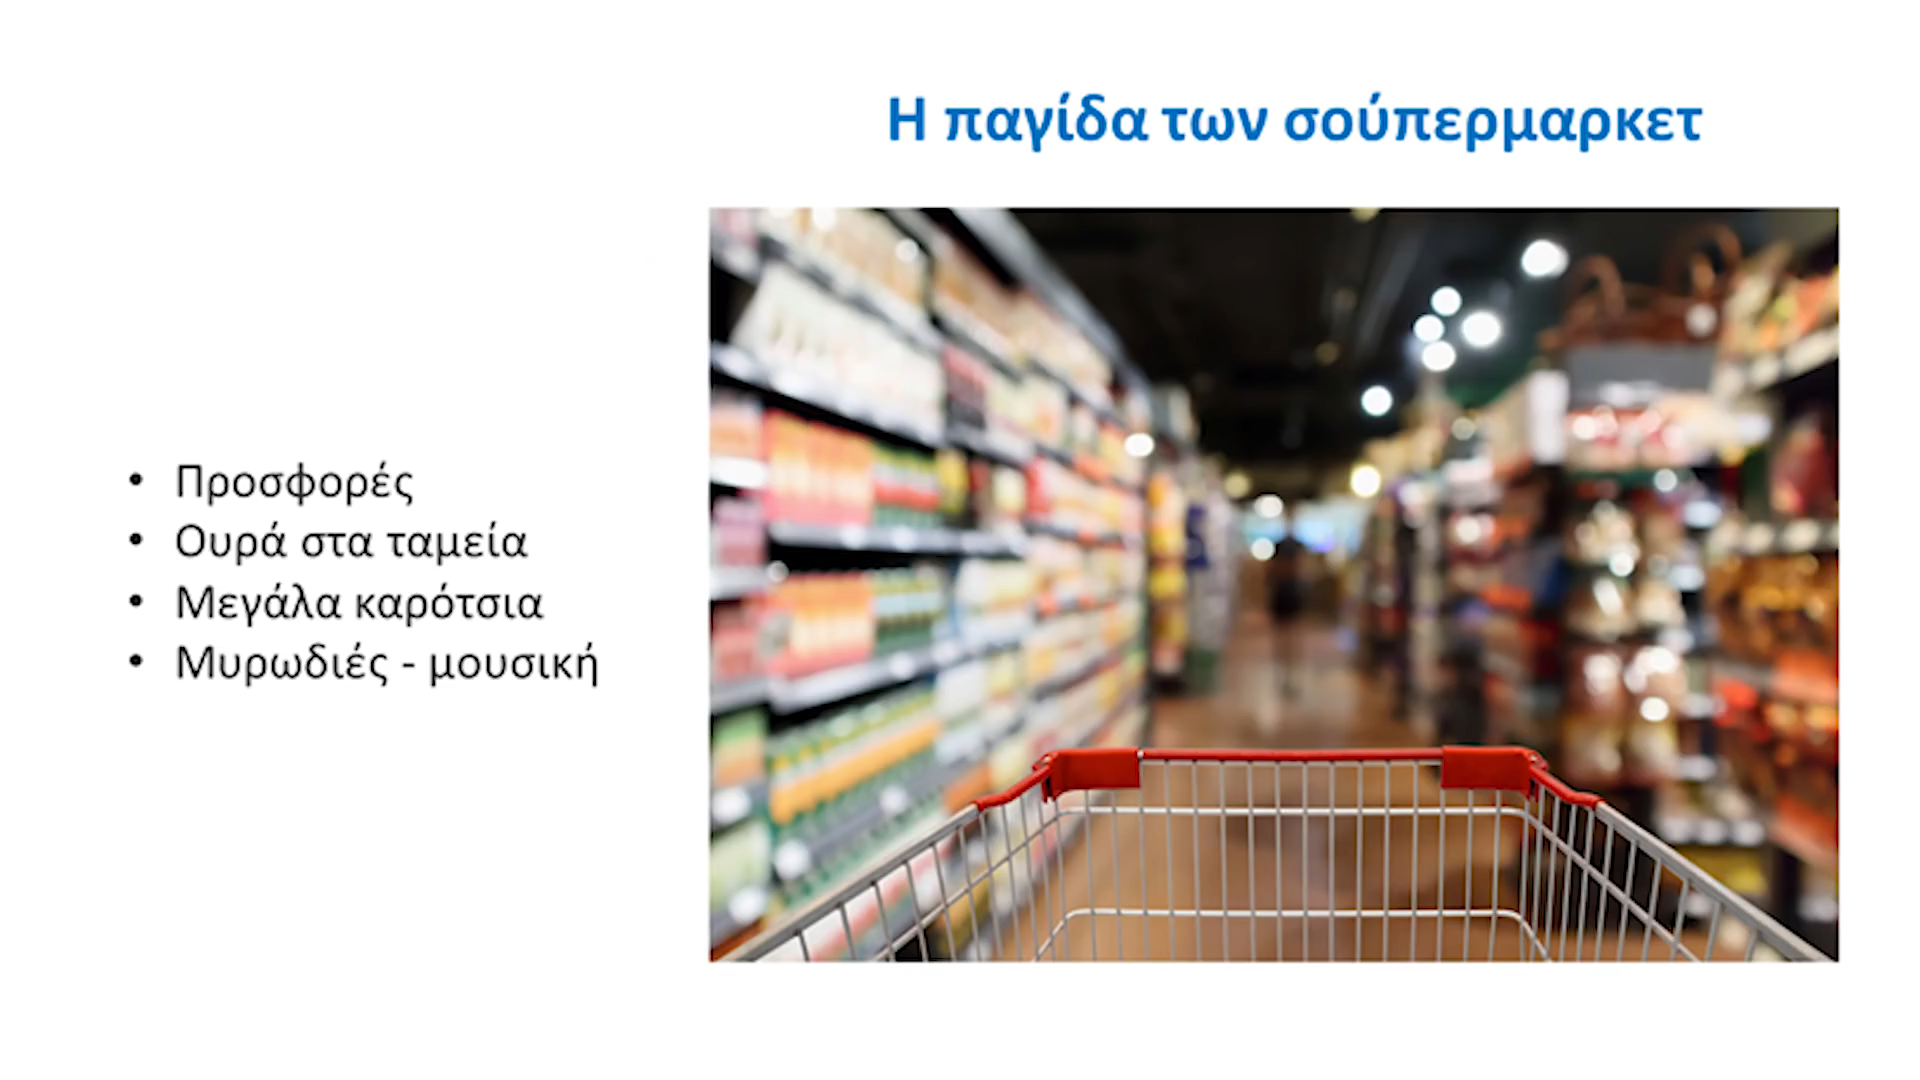 Η παγίδα των σούπερμαρκετ
• Προσφορές
• Ουρά στα ταμεία
• Μεγάλα καρότσια
• Μυρωδιές - μουσική